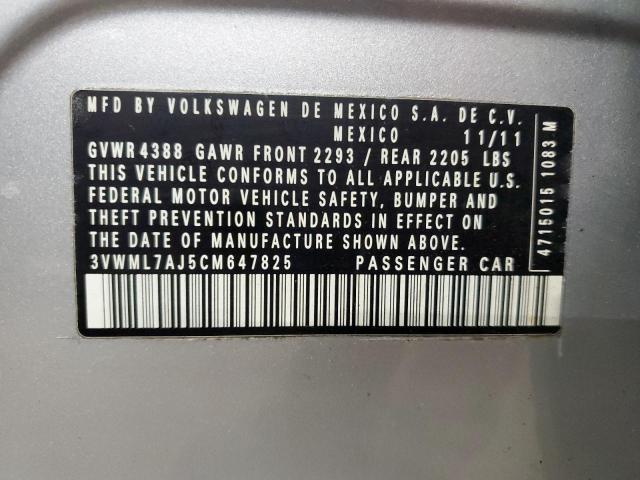 MFD BY VOLKSWAGEN DE MEXICO S.A. DE C.V.
MEXICO 11/11
GVWR 4388 GAWR FRONT 2293 / REAR 2205 LBS
THIS VEHICLE CONFORMS TO ALL APPLICABLE U.S.
FEDERAL MOTOR VEHICLE SAFETY, BUMPER AND
THEFT PREVENTION STANDARDS IN EFFECT ON
THE DATE OF MANUFACTURE SHOWN ABOVE.
3VWML7AJ5CM647825 PASSENGER CAR
4715015 1083 M